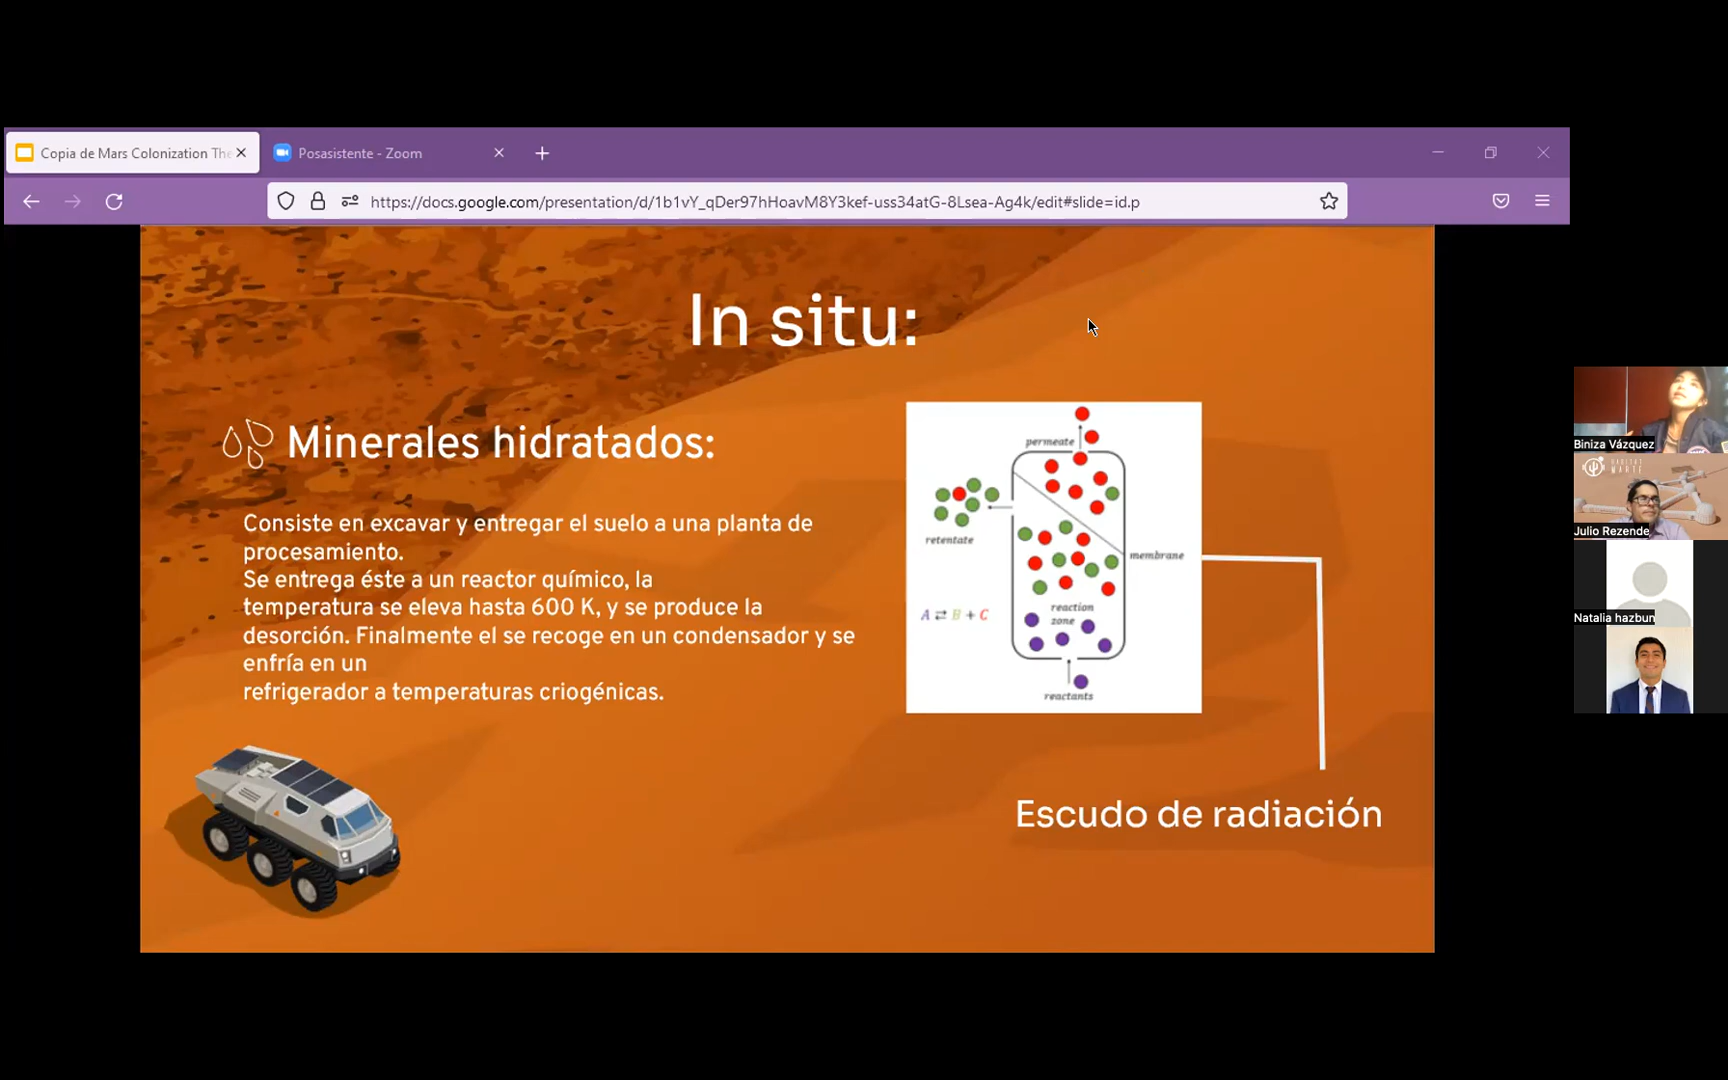 Copia de Mars Colonization The
Posasistente - Zoom
https://docs.google.com/presentation/d/1b1vY_qDer97hHoavM8Y3kef-uss34atG-8Lsea-Ag4k/edit#slide=id.p
In situ:
Minerales hidratados:
Consiste en excavar y entregar el suelo a una planta de
procesamiento.
Se entrega éste a un reactor químico, la
temperatura se eleva hasta 600 K, y se produce la
desorción. Finalmente el se recoge en un condensador y se
enfría en un
refrigerador a temperaturas criogénicas.
permeate
retentate
membrane
A ⇄ B + C
reaction
zone
reactants
Escudo de radiación
Biniza Vázquez
HABITAT
MARTE
Julio Rezende
Natalia hazbun